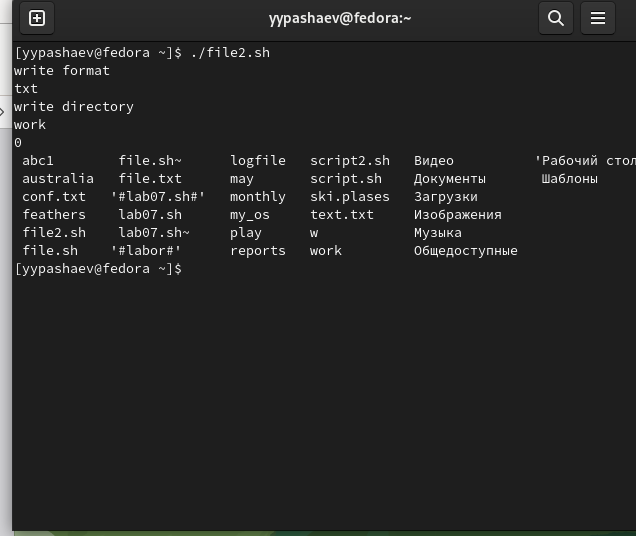 yypashaev@fedora:~
[yypashaev@fedora ~]$ ./file2.sh
write format
txt
write directory
work
0
abc1 file.sh~ logfile script2.sh Видео 'Рабочий стол
australia file.txt may script.sh Документы Шаблоны
conf.txt '#lab07.sh#' monthly ski.plases Загрузки
feathers lab07.sh my_os text.txt Изображения
file2.sh lab07.sh~ play w Музыка
file.sh '#labor#' reports work Общедоступные
[yypashaev@fedora ~]$